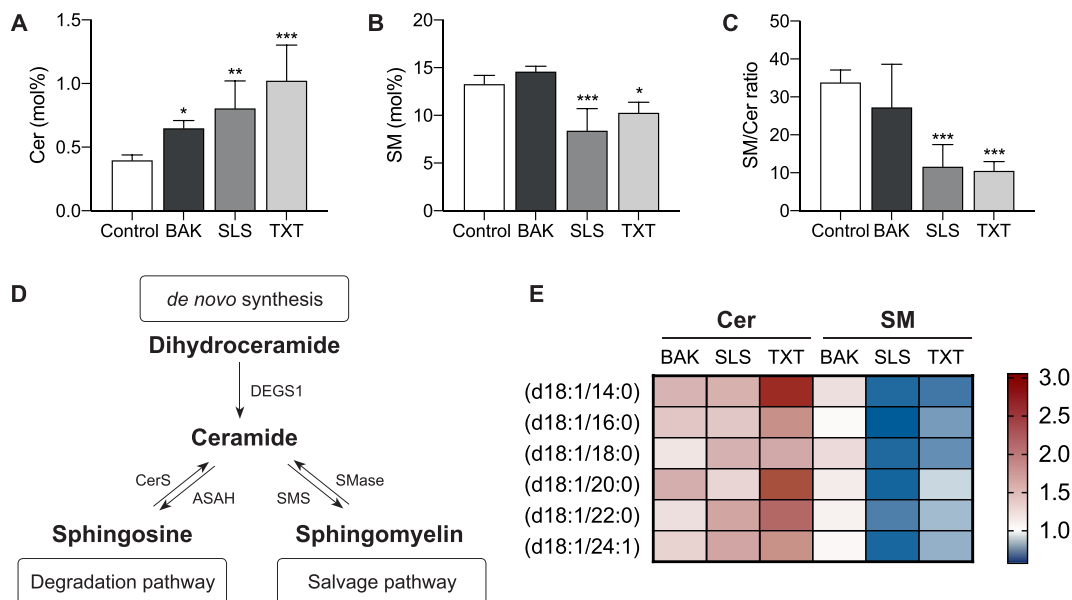 A
Cer (mol%)
1.5
1.0
0.5
0.0
*
**
***
Control BAK SLS TXT
B
SM (mol%)
20
15
10
5
0
***
*
Control BAK SLS TXT
C
SM/Cer ratio
50
40
30
20
10
0
***
***
Control BAK SLS TXT
D
de novo synthesis
Dihydroceramide
DEGS1
Ceramide
CerS
ASAH
SMS
SMase
Sphingosine
Sphingomyelin
Degradation pathway
Salvage pathway
E
Cer SM
BAK SLS TXT BAK SLS TXT
(d18:1/14:0)
(d18:1/16:0)
(d18:1/18:0)
(d18:1/20:0)
(d18:1/22:0)
(d18:1/24:1)
3.0
2.5
2.0
1.5
1.0